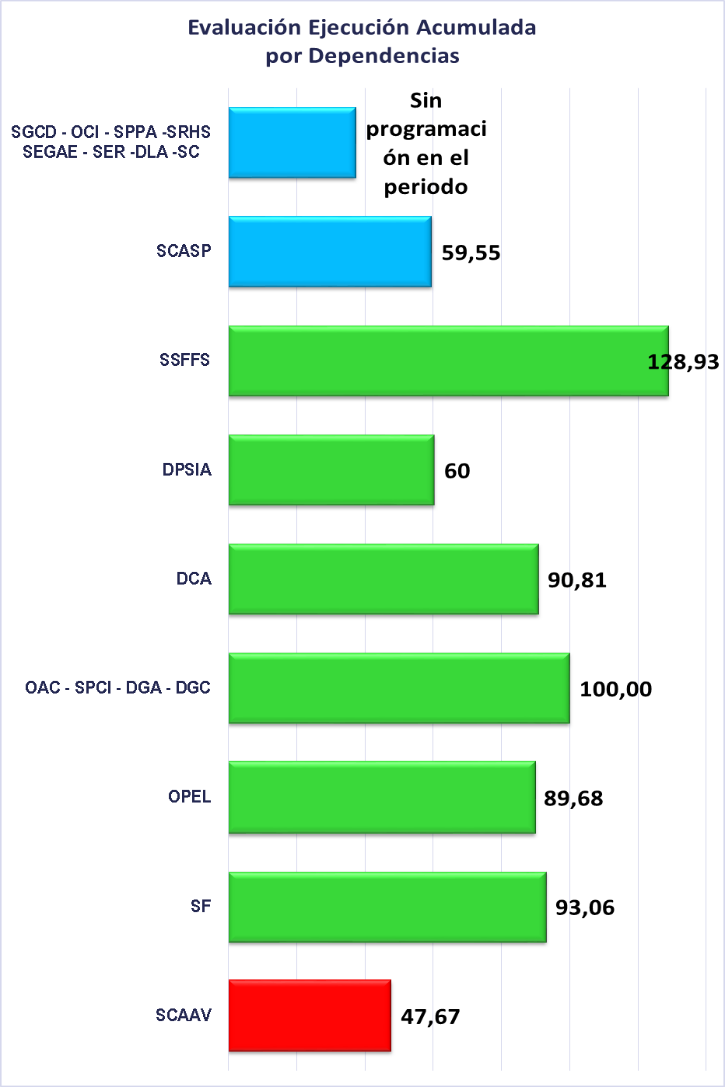 Evaluación Ejecución Acumulada
por Dependencias
SGCD - OCI - SPPA -SRHS
SEGAE - SER -DLA -SC
Sin
programaci
ón en el
periodo
SCASP
59,55
SSFFS
128,93
DPSIA
60
DCA
90,81
OAC - SPCI - DGA - DGC
100,00
OPEL
89,68
SF
93,06
SCAAV
47,67